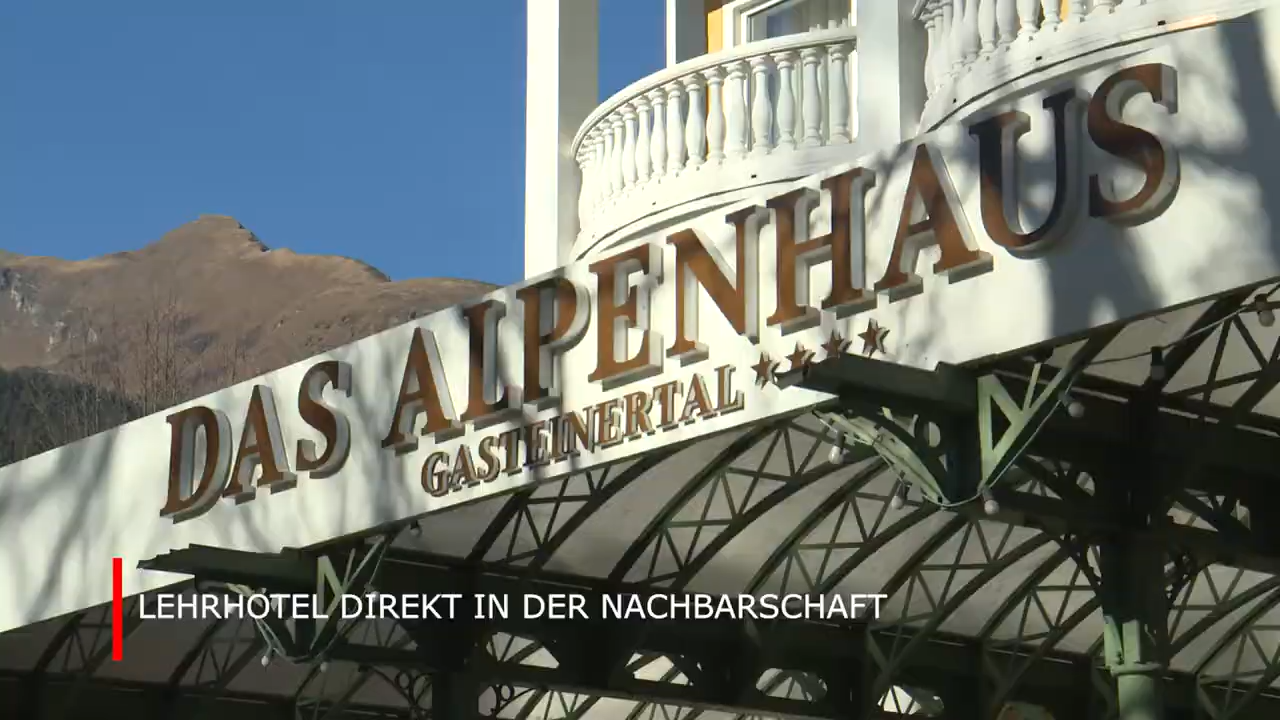 DAS ALPENHAUS
GASTEINERTAL ★★★★
LEHRHOTEL DIREKT IN DER NACHBARSCHAFT